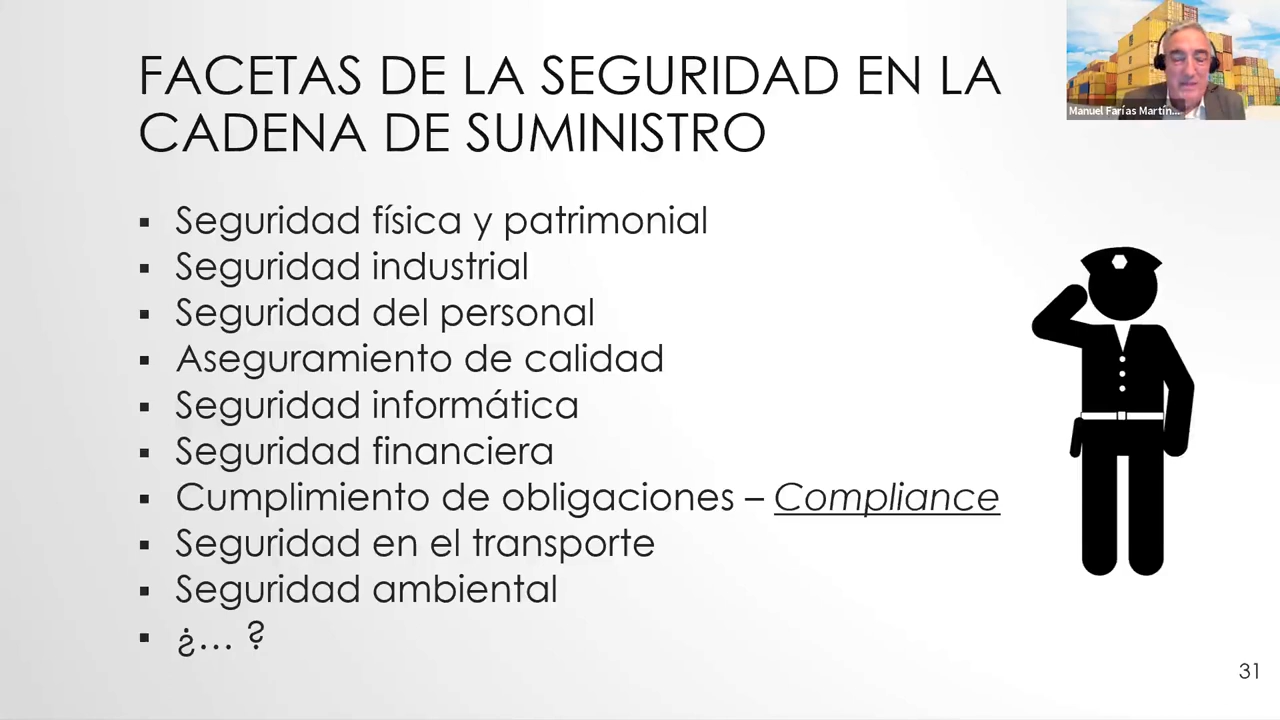 FACETAS DE LA SEGURIDAD EN LA
CADENA DE SUMINISTRO
Manuel Farías Martín...
▪ Seguridad física y patrimonial
▪ Seguridad industrial
▪ Seguridad del personal
▪ Aseguramiento de calidad
▪ Seguridad informática
▪ Seguridad financiera
▪ Cumplimiento de obligaciones – Compliance
▪ Seguridad en el transporte
▪ Seguridad ambiental
▪ ¿... ?
31